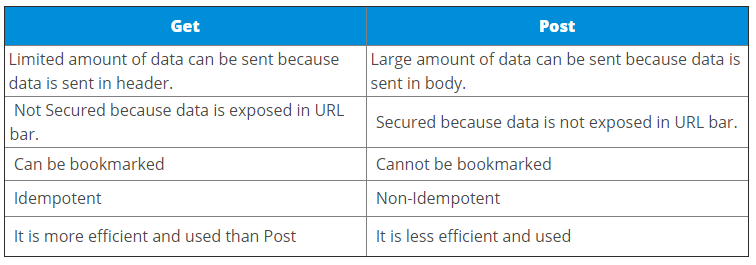 Get
Post
Limited amount of data can be sent because
data is sent in header.
Large amount of data can be sent because data is
sent in body.
Not Secured because data is exposed in URL
bar.
Secured because data is not exposed in URL bar.
Can be bookmarked
Cannot be bookmarked
Idempotent
Non-Idempotent
It is more efficient and used than Post
It is less efficient and used